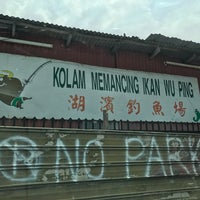 KOLAM MEMANCING IKAN WU PING
湖濱釣魚場
NO PARK